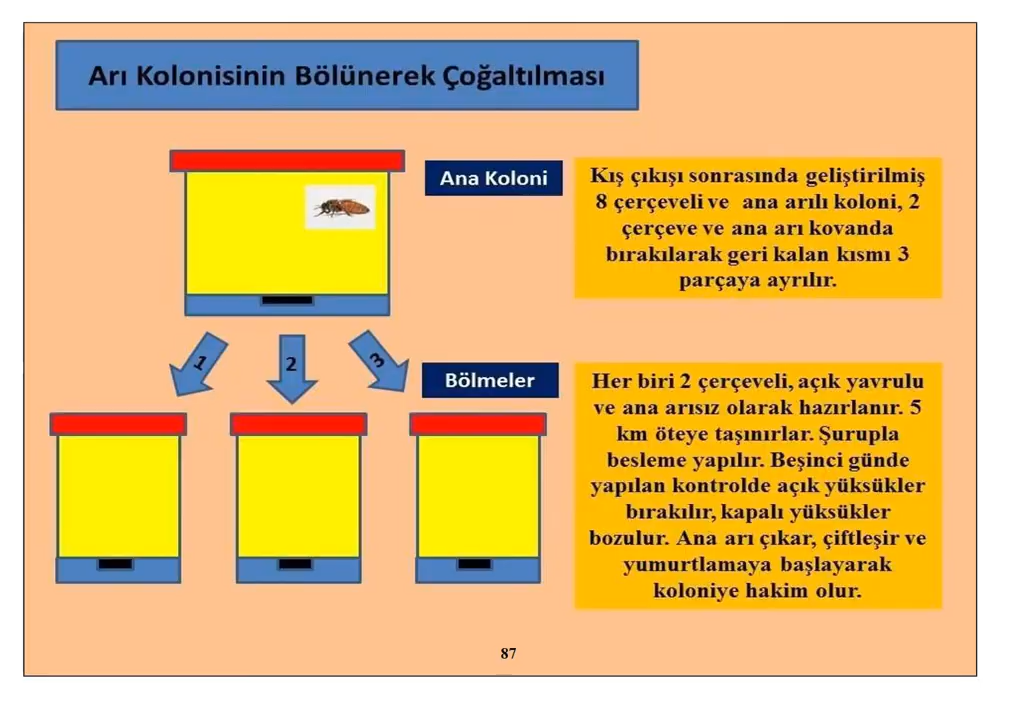 Arı Kolonisinin Bölünerek Çoğaltılması
Ana Koloni
Kış çıkışı sonrasında geliştirilmiş
8 çerçeveli ve ana arılı koloni, 2
çerçeve ve ana arı kovanda
bırakılarak geri kalan kısmı 3
parçaya ayrılır.
1
2
3
Bölmeler
Her biri 2 çerçeveli, açık yavrulu
ve ana arısız olarak hazırlanır. 5
km öteye taşınırlar. Şurupla
besleme yapılır. Beşinci günde
yapılan kontrolde açık yüksükler
bırakılır, kapalı yüksükler
bozulur. Ana arı çıkar, çiftleşir ve
yumurtlamaya başlayarak
koloniye hakim olur.
87